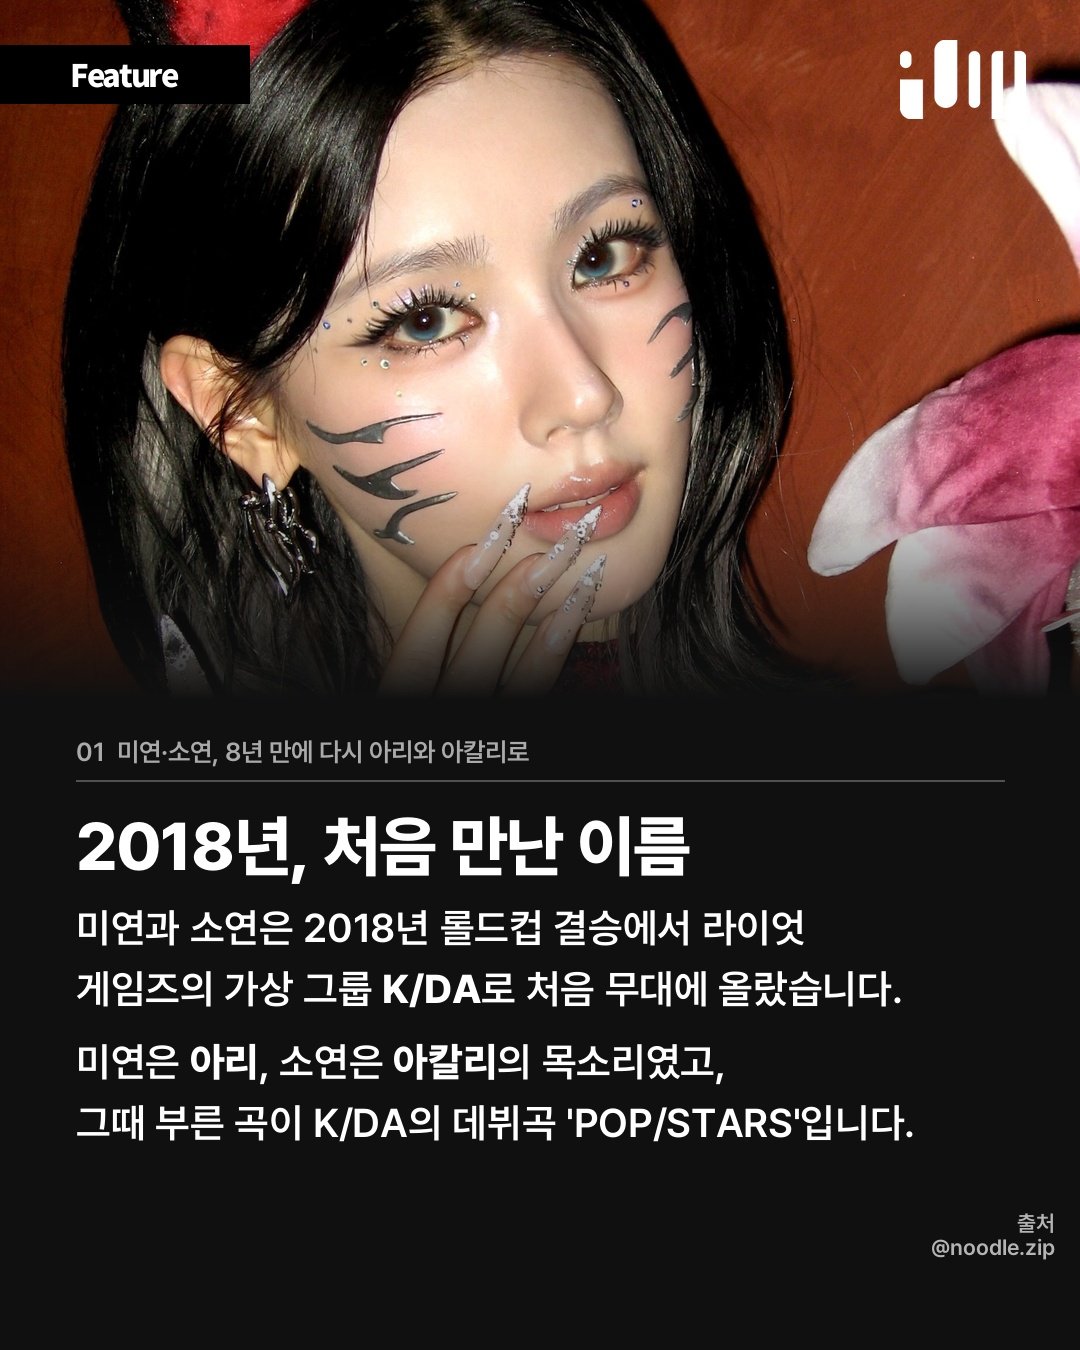 Feature
01 미연·소연, 8년 만에 다시 아리와 아칼리로
2018년, 처음 만난 이름
미연과 소연은 2018년 롤드컵 결승에서 라이엇
게임즈의 가상 그룹 K/DA로 처음 무대에 올랐습니다.
미연은 아리, 소연은 아칼리의 목소리였고,
그때 부른 곡이 K/DA의 데뷔곡 'POP/STARS'입니다.
출처
@noodle.zip